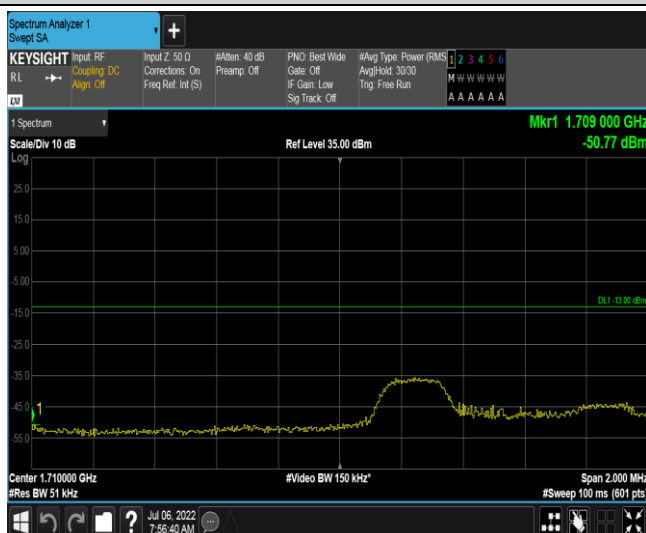 Spectrum Analyzer 1
Swept SA
+
KEYSIGHT
R L
LXI
Input: RF
Coupling: DC
Align: Off
Input Z: 50 Ω
Corrections: On
Freq Ref: Int (S)
#Atten: 40 dB
Preamp: Off
PNO: Best Wide
Gate: Off
IF Gain: Low
Sig Track: Off
#Avg Type: Power (RMS
Avg|Hold: 30/30
Trig: Free Run
1 2 3 4 5 6
M W W W W W
A A A A A A
1 Spectrum
Scale/Div 10 dB
Ref Level 35.00 dBm
Mkr1 1.709 000 GHz
-50.77 dBm
Log
25.0
15.0
5.00
-5.00
DL1 -13.00 dBm
-15.0
-25.0
-35.0
-45.0
1
-55.0
Center 1.710000 GHz
#Video BW 150 kHz*
Span 2.000 MHz
#Res BW 51 kHz
#Sweep 100 ms (601 pts)
?
Jul 06, 2022
7:56:40 AM